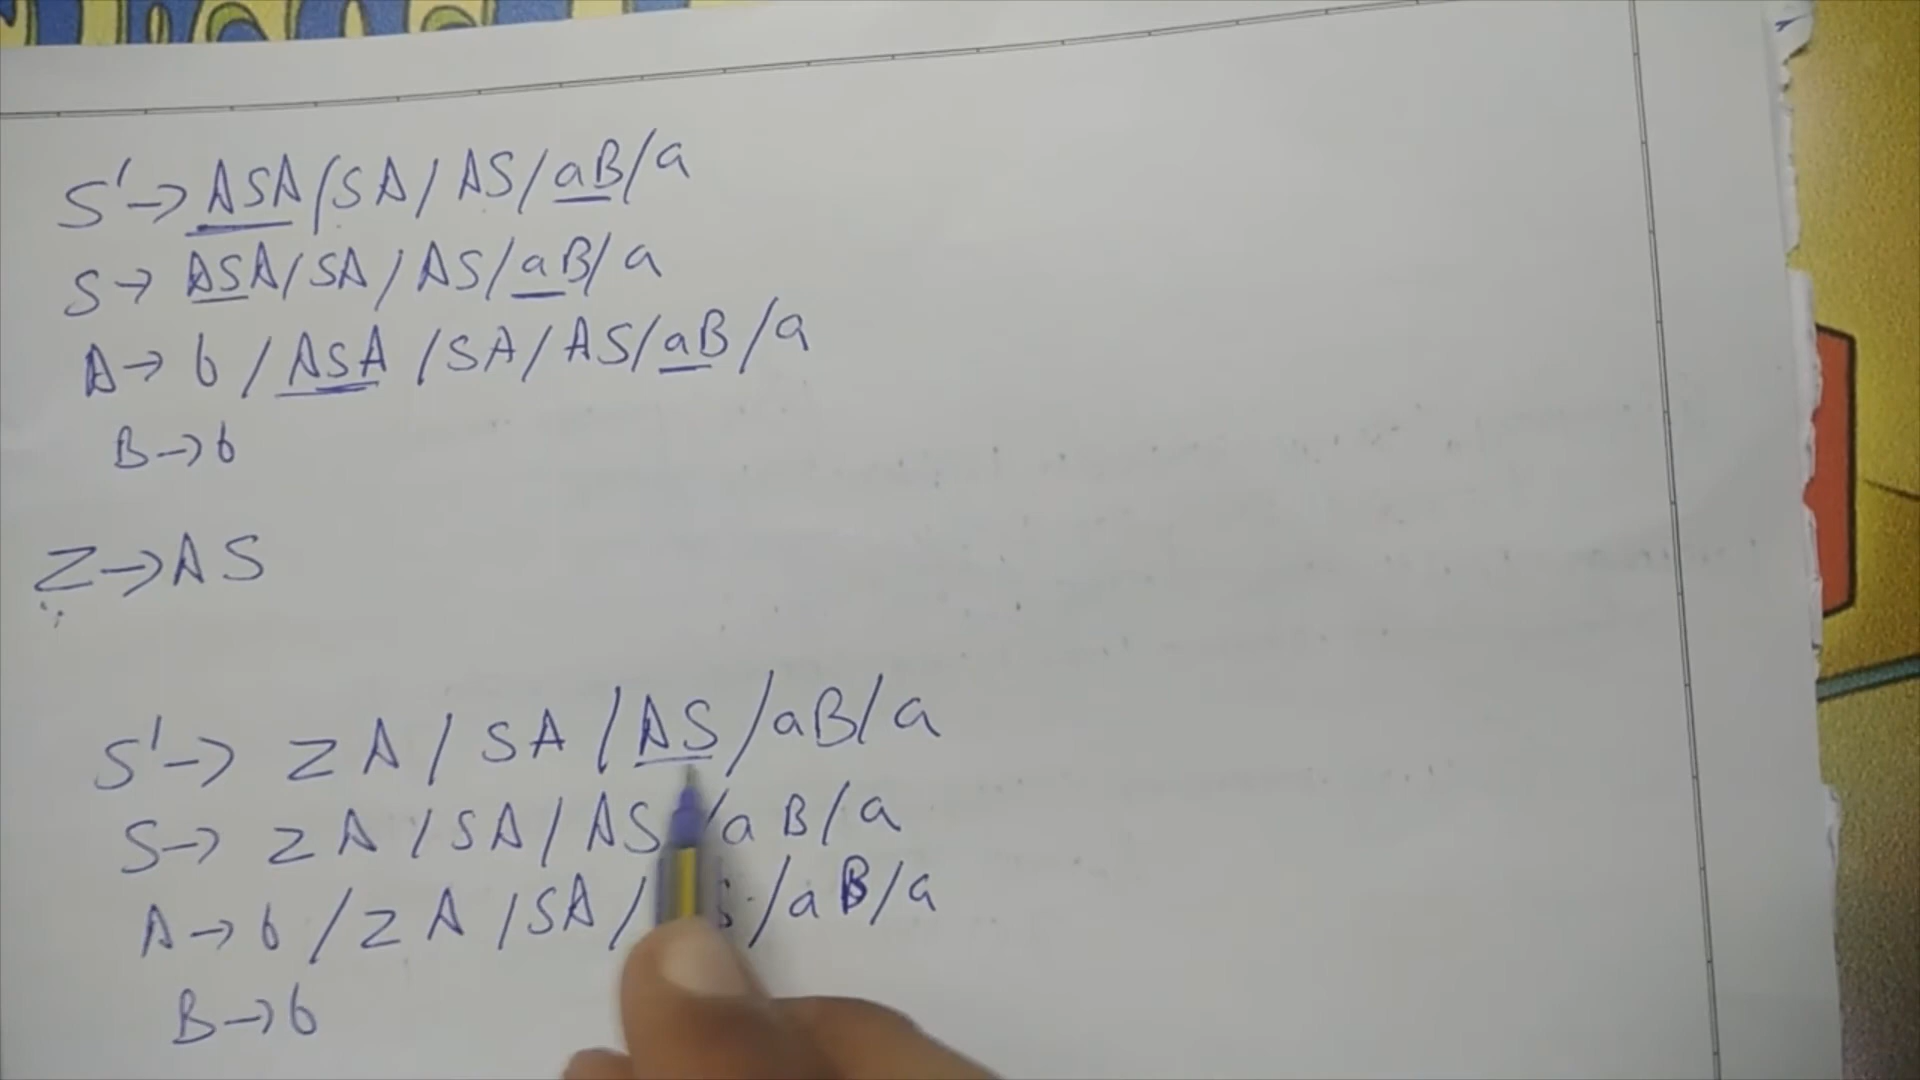 S'→ ASA/SA/AS/aB/a
S→ ASA/SA/AS/aB/a
A→ b/ASA/SA/AS/aB/a
B→b
Z→AS
S'→ ZA/SA/AS/aB/a
S→ ZA/SA/AS/aB/a
A→b/ZA/SA/ S/aB/a
B→b